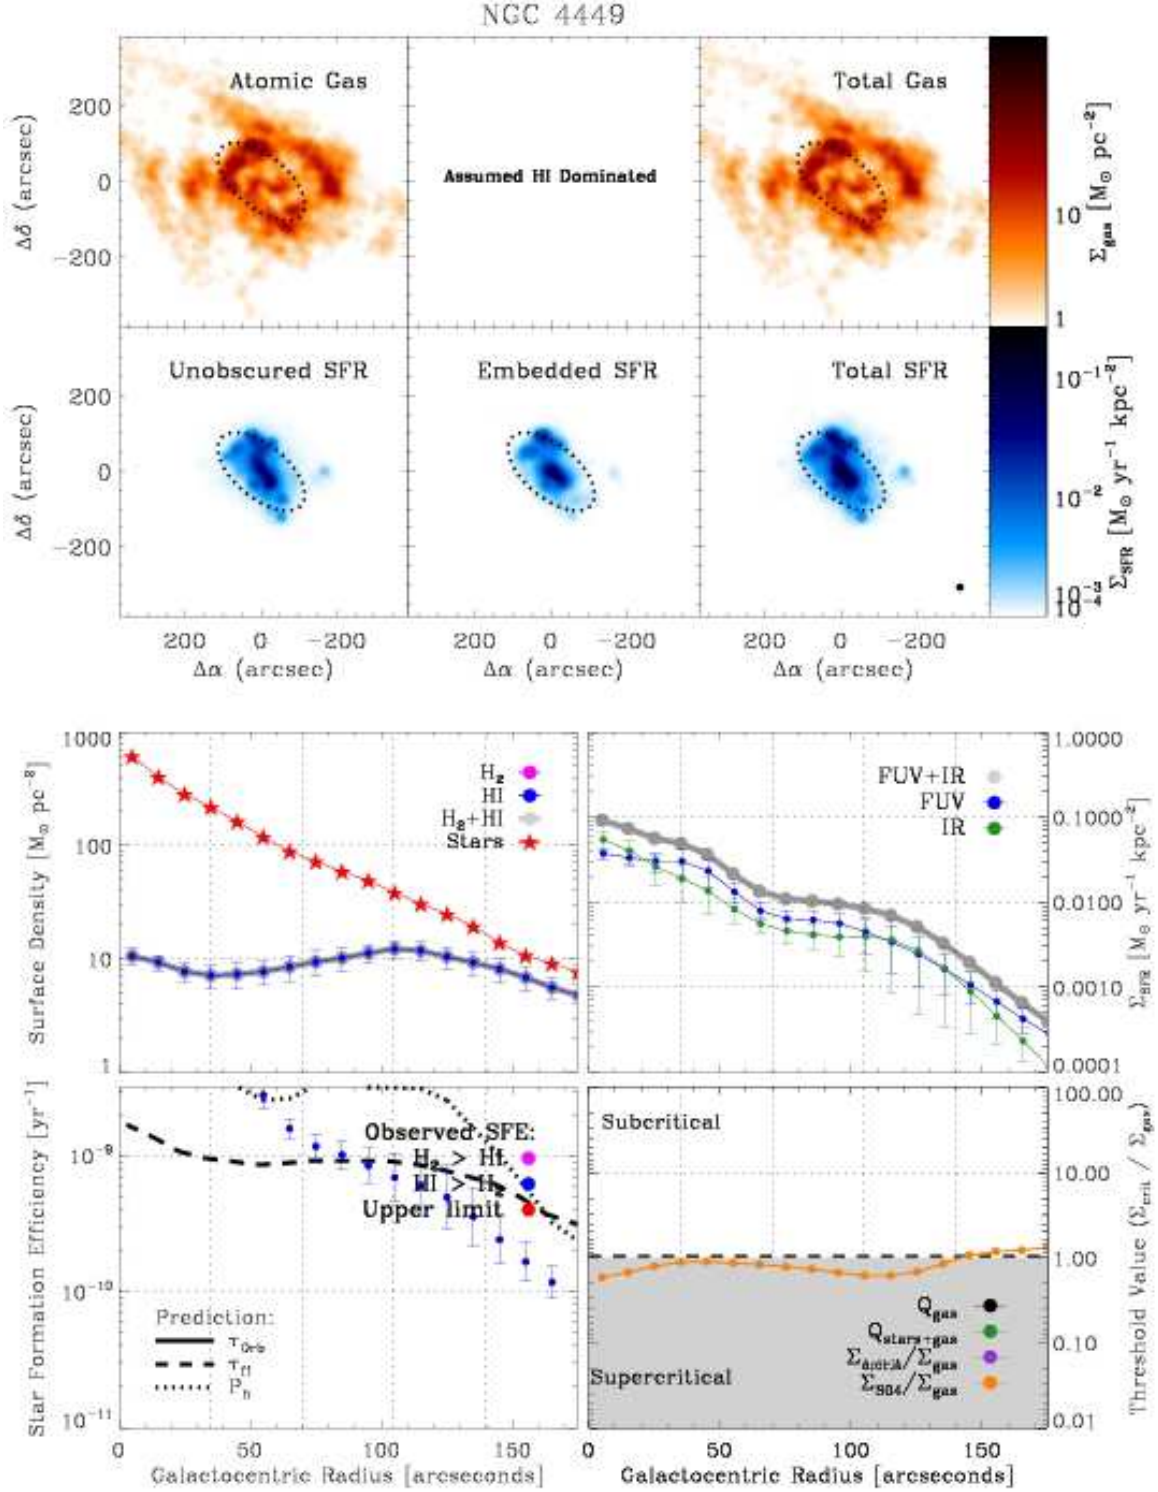 NGC 4449
Atomic Gas
Total Gas
Assumed HI Dominated
200
0
−200
Δδ (arcsec)
10
1
Σgas [M⊙ pc−2]
Unobscured SFR
Embedded SFR
Total SFR
200
0
−200
Δδ (arcsec)
10−1
10−2
10−3
10−4
ΣSFR [M⊙ yr−1 kpc−2]
200 0 −200
200 0 −200
200 0 −200
Δα (arcsec)
Δα (arcsec)
Δα (arcsec)
1000
100
10
1
Surface Density [M⊙ pc−2]
H2
HI
H2+HI
Stars
FUV+IR
FUV
IR
1.0000
0.1000
0.0100
0.0010
0.0001
ΣSFR [M⊙ yr−1 kpc−2]
10−9
10−10
10−11
Star Formation Efficiency [yr−1]
Observed SFE:
H2 > HI
HI > H2
Upper limit
Prediction:
τOrb
τff
Ph
Subcritical
Supercritical
Qgas
Qstars+gas
ΣS04/Σgas
100.00
10.00
1.00
0.10
0.01
Threshold Value (Σcrit / Σgas)
0 50 100 150
0 50 100 150
Galactocentric Radius [arcseconds]
Galactocentric Radius [arcseconds]